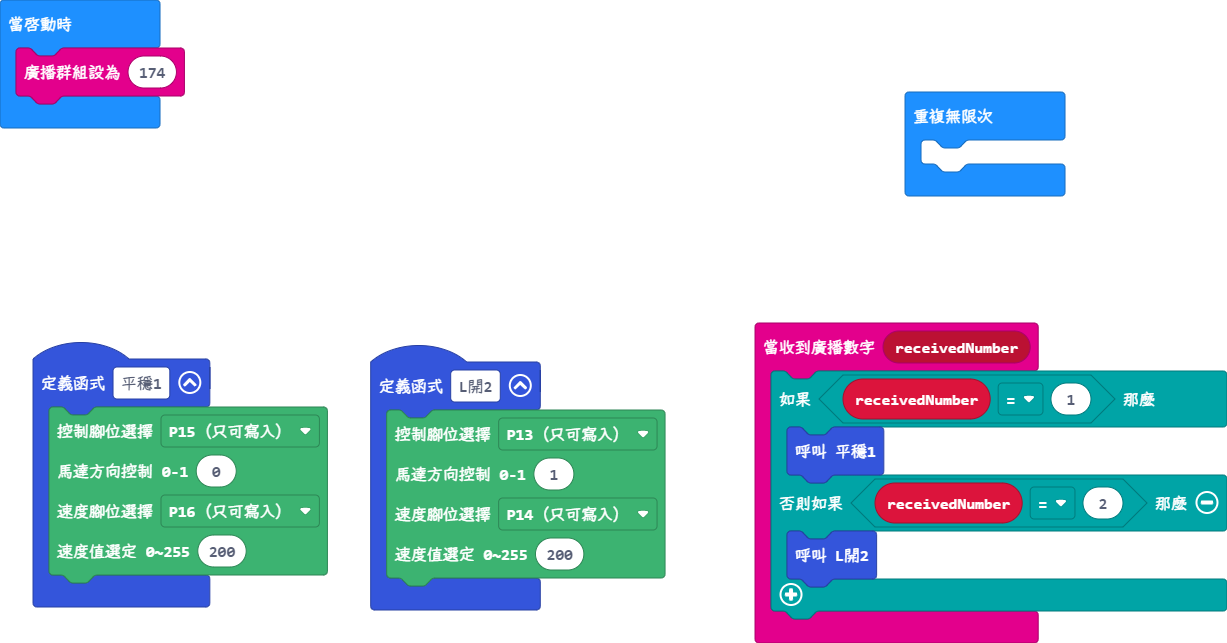 當啓動時
廣播群組設為 174
重複無限次
定義函式 平穩1
控制腳位選擇 P15 (只可寫入)
馬達方向控制 0-1 0
速度腳位選擇 P16 (只可寫入)
速度值選定 0~255 200
定義函式 L開2
控制腳位選擇 P13 (只可寫入)
馬達方向控制 0-1 1
速度腳位選擇 P14 (只可寫入)
速度值選定 0~255 200
當收到廣播數字 receivedNumber
如果 receivedNumber = 1 那麼
呼叫 平穩1
否則如果 receivedNumber = 2 那麼
呼叫 L開2